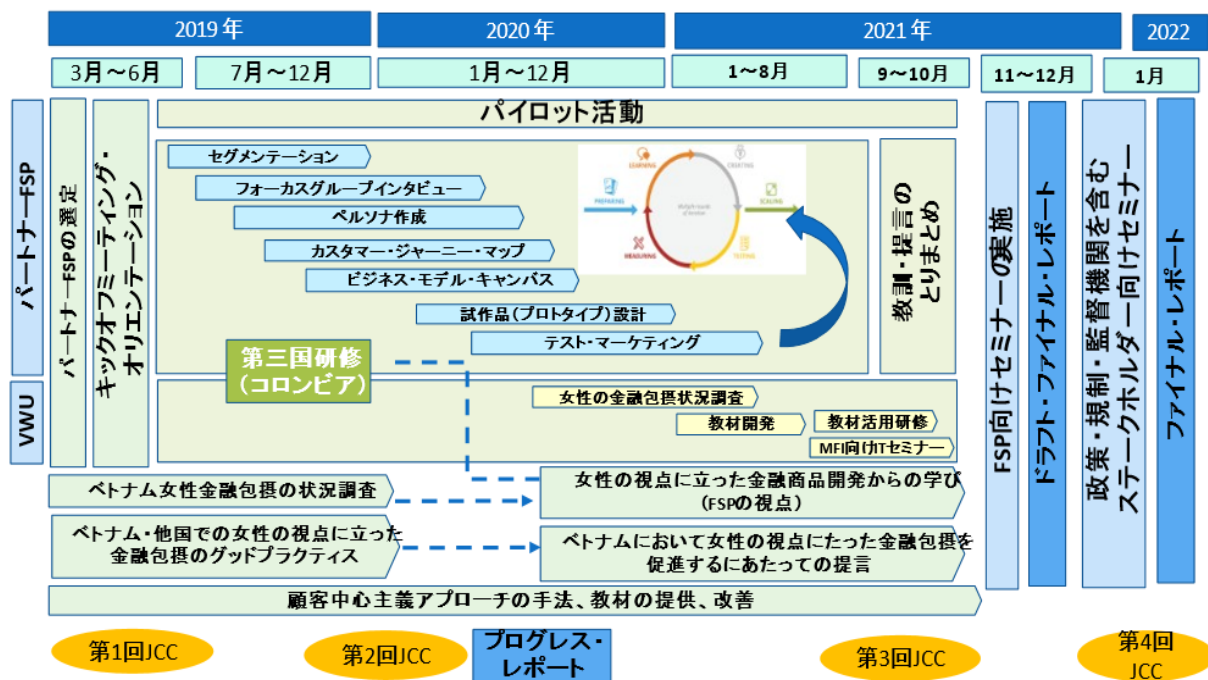 2019年
2020年
2021年
2022
3月～6月
7月～12月
1月～12月
1～8月
9～10月
11～12月
1月
パートナーFSP
VWU
パートナーFSPの選定
キックオフミーティング・
オリエンテーション
パイロット活動
セグメンテーション
フォーカスグループインタビュー
ペルソナ作成
カスタマー・ジャーニー・マップ
ビジネス・モデル・キャンバス
試作品（プロトタイプ）設計
テスト・マーケティング
LEARNING
CREATING
PREPARING
SCALING
MEASURING
TESTING
教訓・提言の
とりまとめ
第三国研修
（コロンビア）
女性の金融包摂状況調査
教材開発
教材活用研修
MFI向けITセミナー
ベトナム女性金融包摂の状況調査
女性の視点に立った金融商品開発からの学び
（FSPの視点）
ベトナム・他国での女性の視点に立った
金融包摂のグッドプラクティス
ベトナムにおいて女性の視点にたった金融包摂を
促進するにあたっての提言
顧客中心主義アプローチの手法、教材の提供、改善
FSP向けセミナーの実施
ドラフト・ファイナル・レポート
政策・規制・監督機関を含む
ステークホルダー向けセミナー
ファイナル・レポート
第1回JCC
第2回JCC
プログレス・
レポート
第3回JCC
第4回
JCC